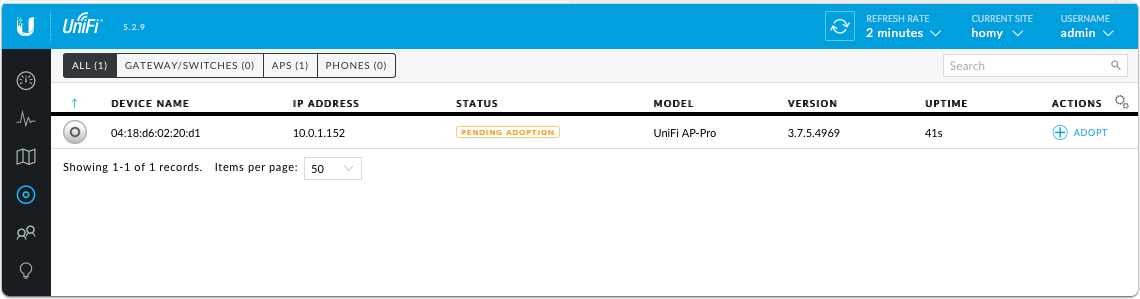 UniFi 5.2.9 REFRESH RATE CURRENT SITE USERNAME
2 minutes homy admin
ALL (1) GATEWAY/SWITCHES (0) APS (1) PHONES (0) Search
DEVICE NAME IP ADDRESS STATUS MODEL VERSION UPTIME ACTIONS
04:18:d6:02:20:d1 10.0.1.152 PENDING ADOPTION UniFi AP-Pro 3.7.5.4969 41s ADOPT
Showing 1-1 of 1 records. Items per page: 50